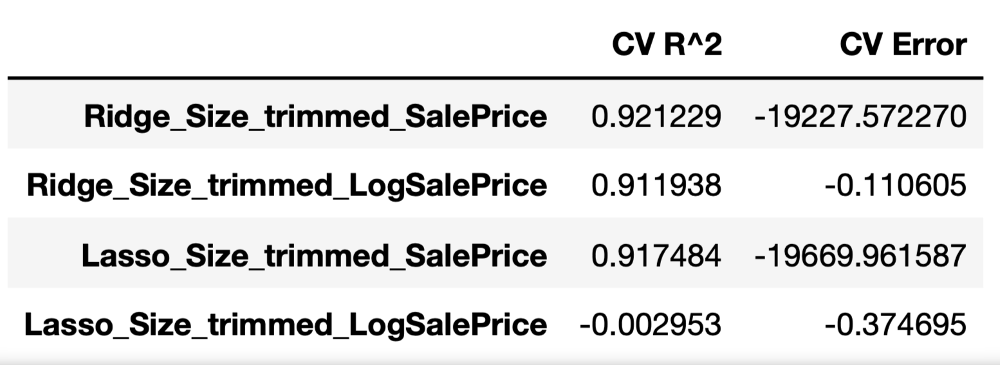 CV R^2 CV Error
Ridge_Size_trimmed_SalePrice 0.921229 -19227.572270
Ridge_Size_trimmed_LogSalePrice 0.911938 -0.110605
Lasso_Size_trimmed_SalePrice 0.917484 -19669.961587
Lasso_Size_trimmed_LogSalePrice -0.002953 -0.374695